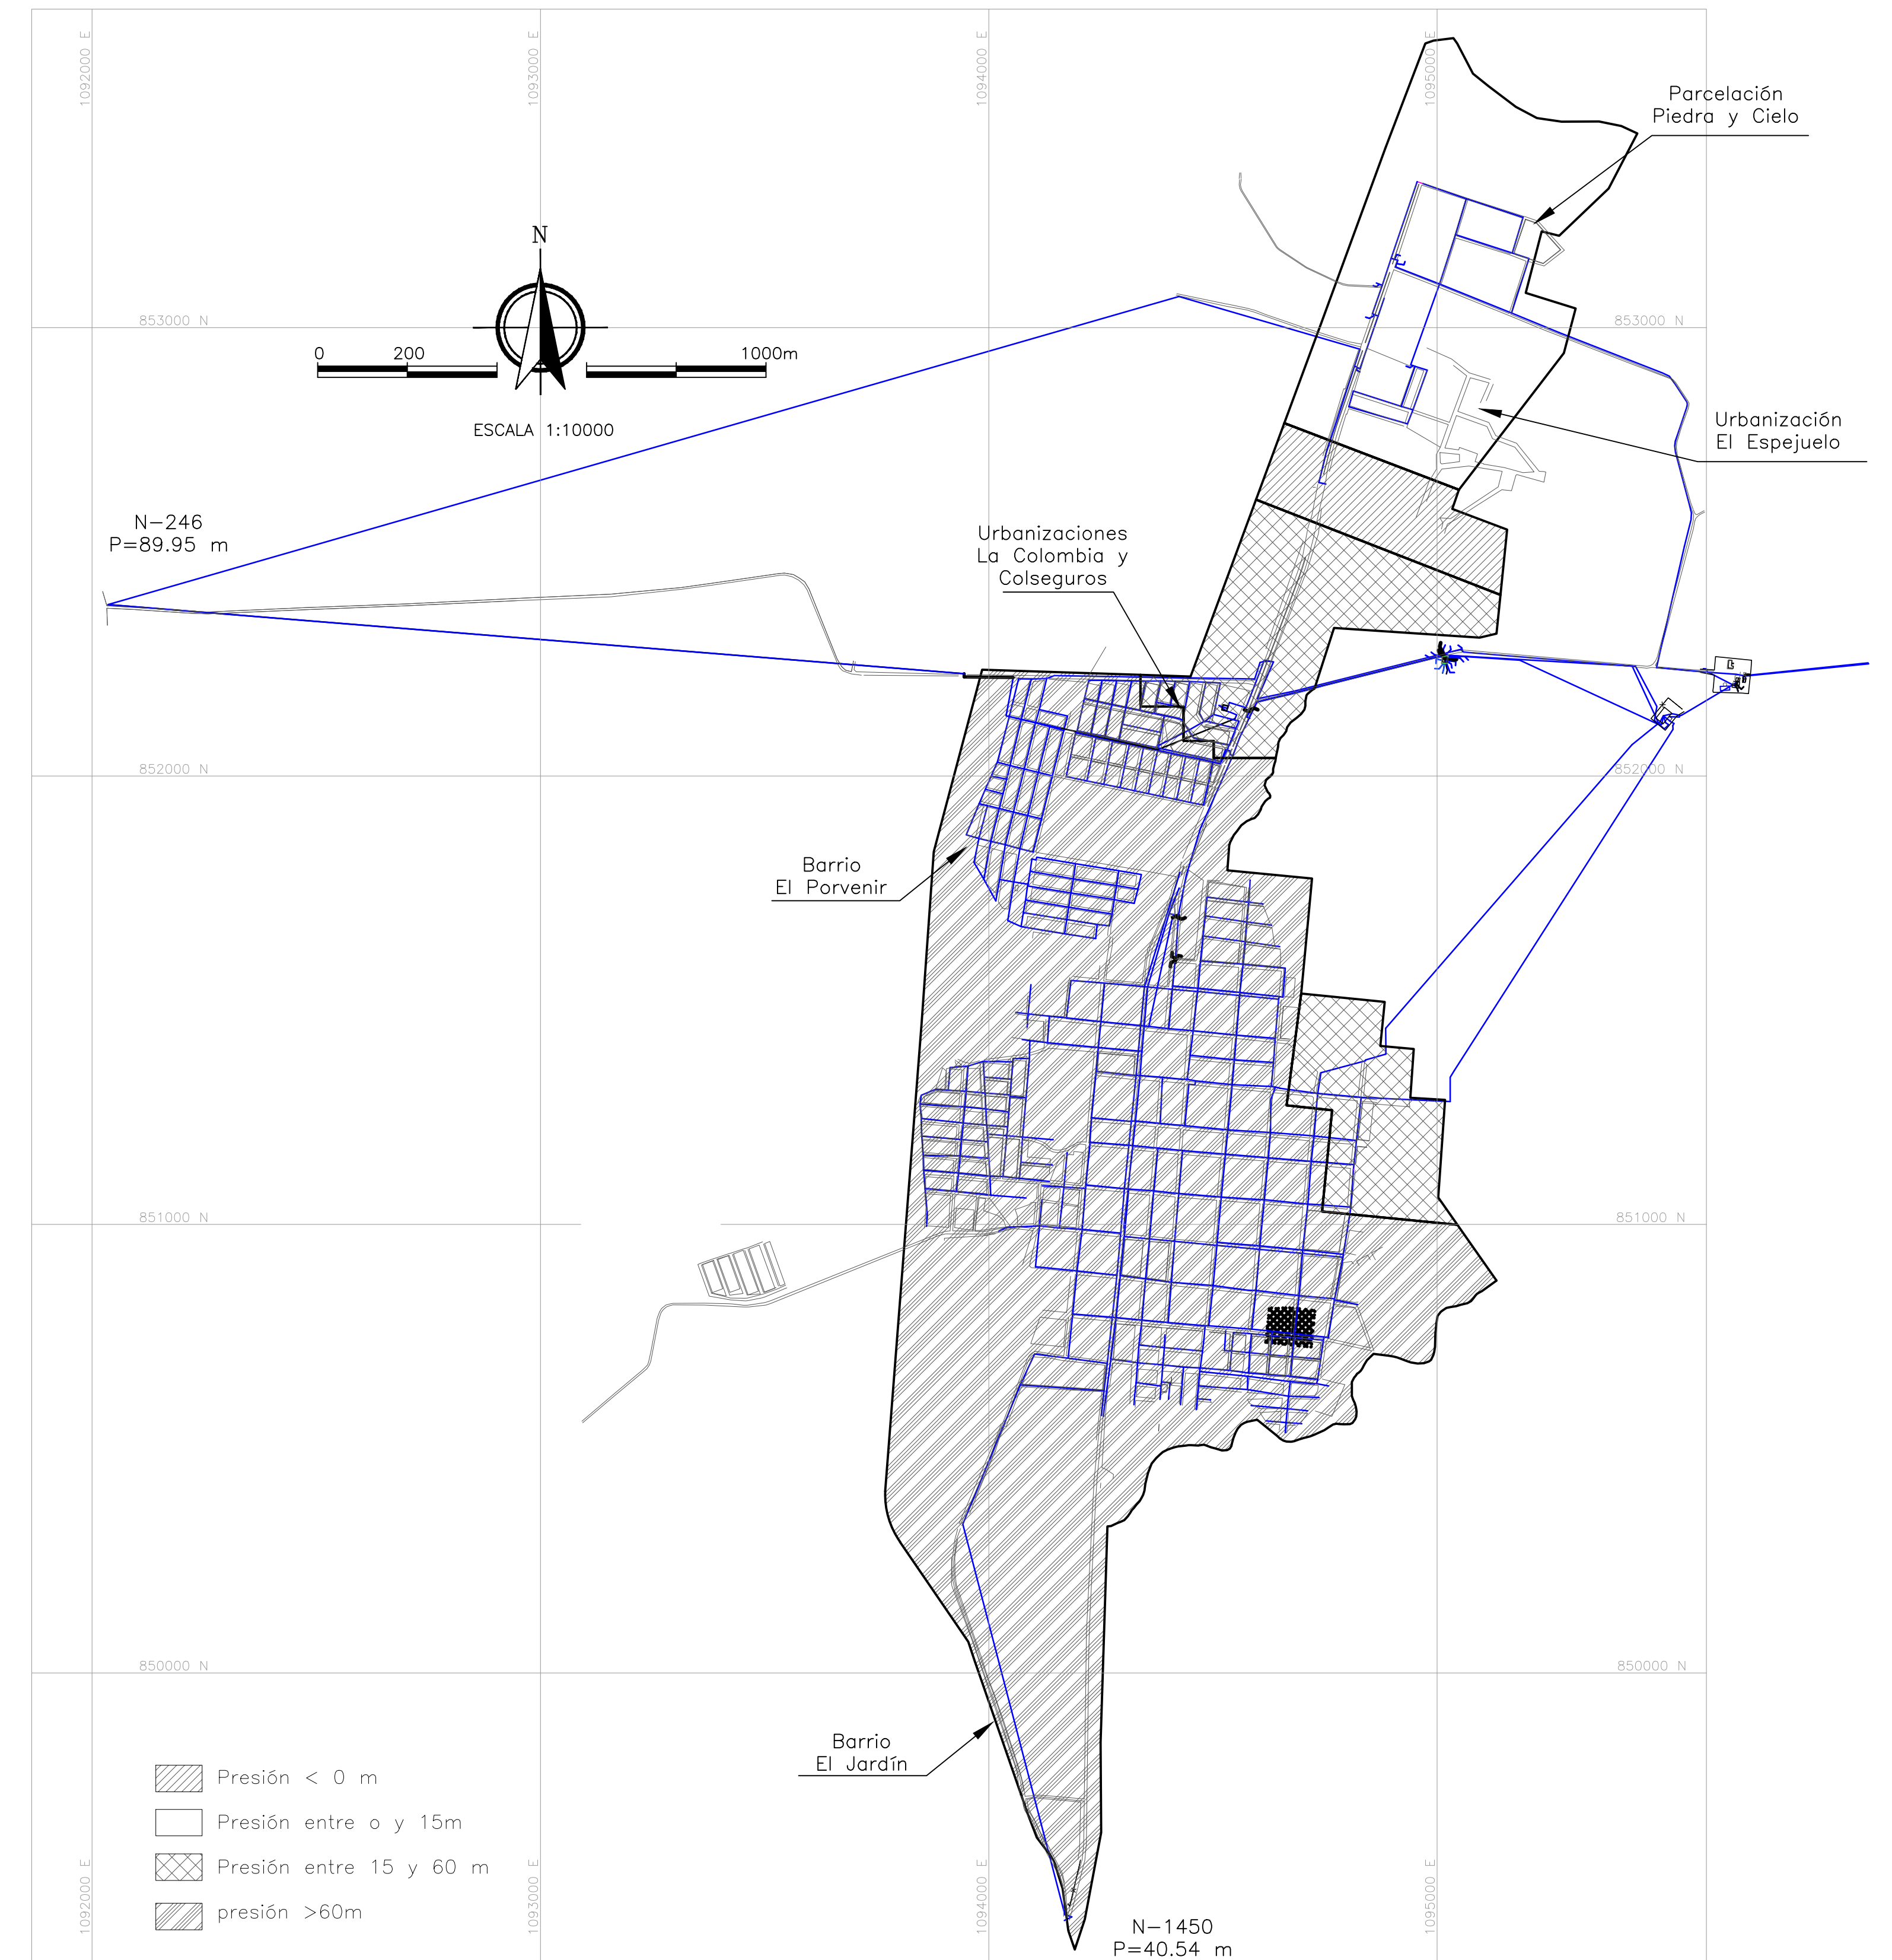 1092000 E
1093000 E
1094000 E
1095000 E
Parcelación
Piedra y Cielo
N
853000 N
853000 N
0 200 1000m
ESCALA 1:10000
Urbanización
El Espejuelo
N-246
P=89.95 m
Urbanizaciones
La Colombia y
Colseguros
852000 N
852000 N
Barrio
El Porvenir
851000 N
851000 N
850000 N
850000 N
Barrio
El Jardín
Presión < 0 m
Presión entre o y 15m
Presión entre 15 y 60 m
presión >60m
1092000 E
1093000 E
1094000 E
1095000 E
N-1450
P=40.54 m